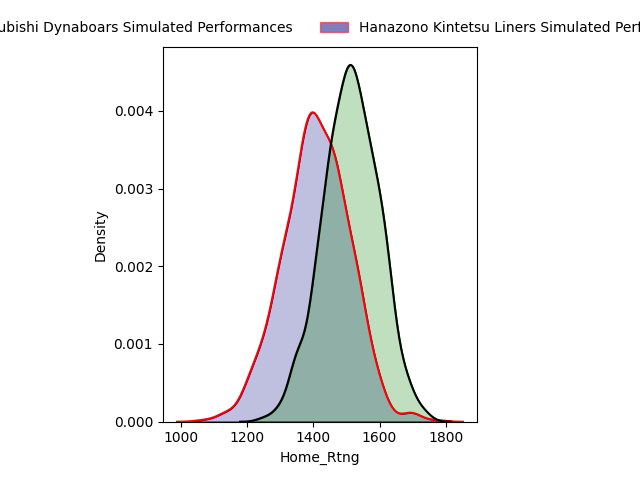 ubishi Dynaboars Simulated Performances Hanazono Kintetsu Liners Simulated Perf
0.004
0.003
0.002
0.001
0.000
Density
1000 1200 1400 1600 1800
Home_Rtng